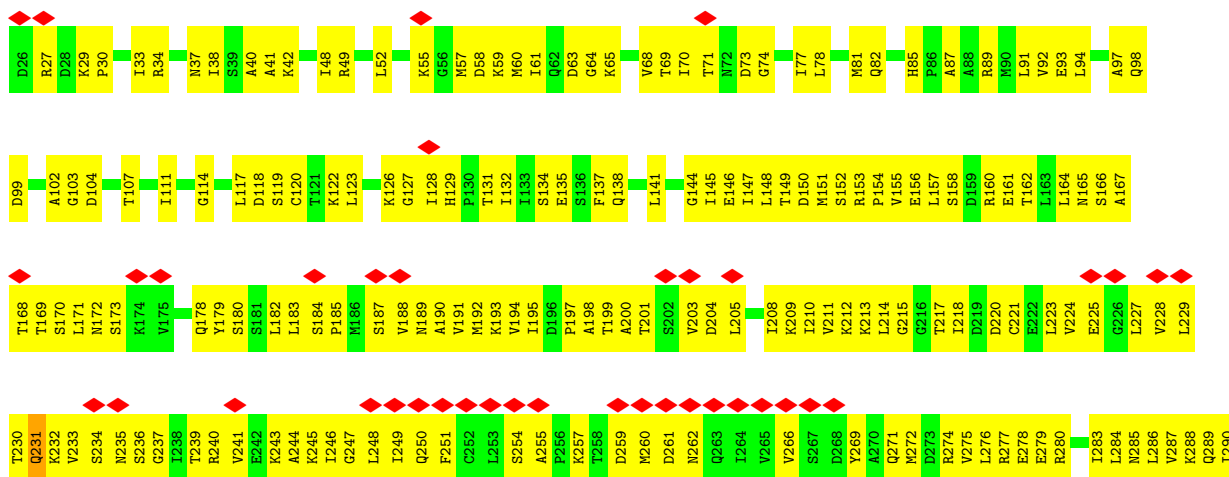 D26 R27 D28 K29 P30 I33 R34 N37 I38 S39 A40 A41 K42 I48 R49 L52 K55 G56 M57 D58 K59 M60 I61 Q62 D63 G64 K65 V68 T69 I70 T71 N72 D73 G74 I77 L78 M81 Q82 H85 P86 A87 A88 R89 M90 L91 V92 E93 L94 A97 Q98
D99 A102 G103 D104 T107 I111 G114 L117 D118 S119 C120 T121 K122 L123 K126 G127 I128 H129 P130 T131 I132 I133 S134 E135 S136 F137 Q138 L141 G144 I145 E146 I147 L148 T149 D150 M151 S152 R153 P154 V155 E156 L157 S158 D159 R160 E161 T162 L163 L164 N165 S166 A167
T168 T169 S170 L171 N172 S173 K174 V175 Q178 Y179 S180 S181 L182 L183 S184 P185 M186 S187 V188 N189 A190 V191 M192 K193 V194 I195 D196 P197 A198 T199 A200 T201 S202 V203 D204 L205 I208 K209 I210 V211 K212 K213 L214 G215 G216 T217 I218 D219 D220 C221 E222 L223 V224 E225 G226 L227 V228 L229
T230 Q231 K232 V233 S234 N235 S236 G237 I238 T239 R240 V241 E242 K243 A244 K245 I246 G247 L248 I249 Q250 F251 C252 L253 S254 A255 P256 K257 T258 D259 M260 D261 N262 Q263 I264 V265 V266 S267 D268 Y269 A270 Q271 M272 D273 R274 V275 L276 R277 E278 E279 R280 I283 L284 N285 L286 V287 K288 Q289 I290